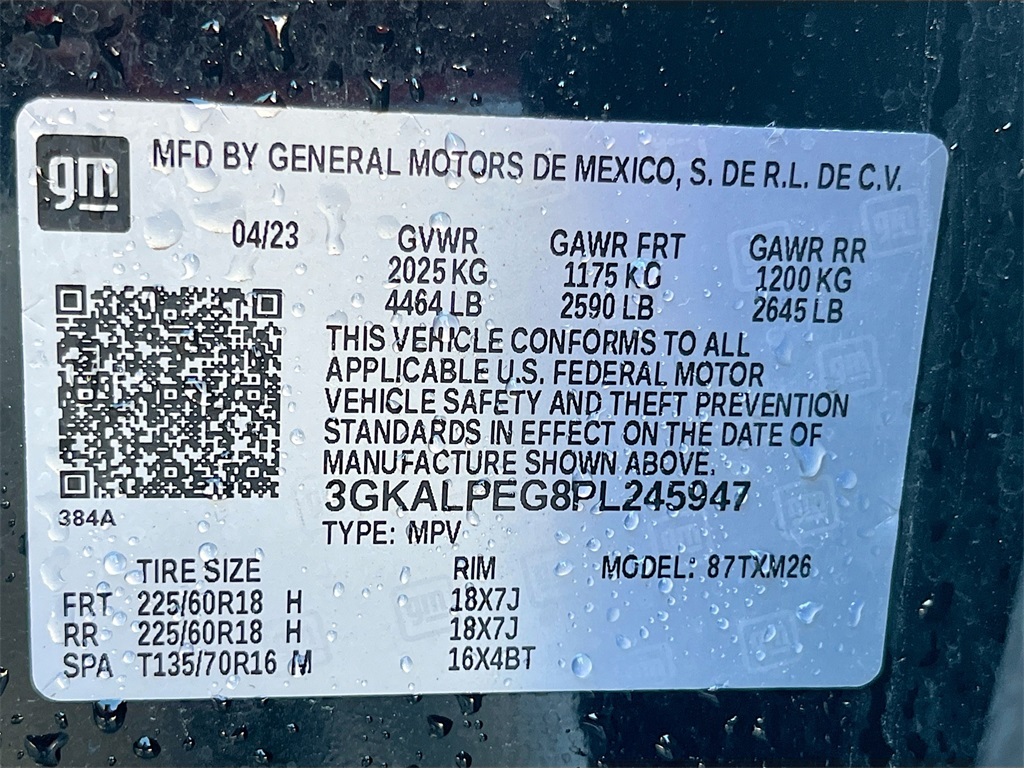 gm
MFD BY GENERAL MOTORS DE MEXICO, S. DE R.L. DE C.V.
04/23 GVWR GAWR FRT GAWR RR
2025 KG 1175 KG 1200 KG
4464 LB 2590 LB 2645 LB
THIS VEHICLE CONFORMS TO ALL
APPLICABLE U.S. FEDERAL MOTOR
VEHICLE SAFETY AND THEFT PREVENTION
STANDARDS IN EFFECT ON THE DATE OF
MANUFACTURE SHOWN ABOVE.
3GKALPEG8PL245947
384A
TYPE: MPV
TIRE SIZE RIM MODEL: 87TXM26
FRT 225/60R18 H 18X7J
RR 225/60R18 H 18X7J
SPA T135/70R16 M 16X4BT